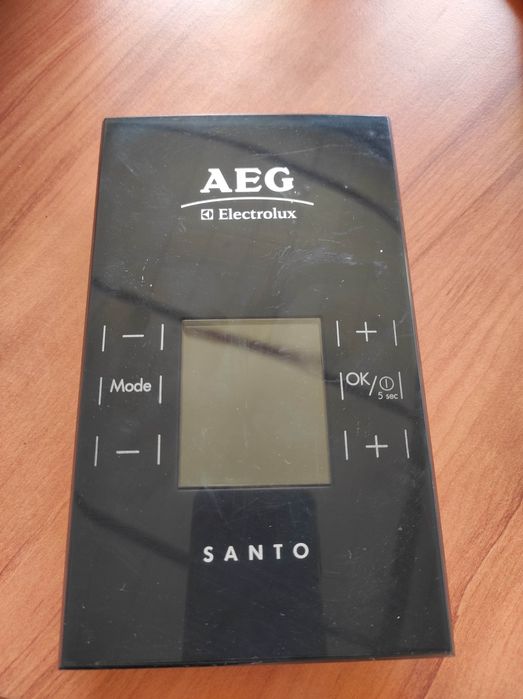 AEG
Electrolux
− +
Mode OK/ 5 sec
− +
SANTO